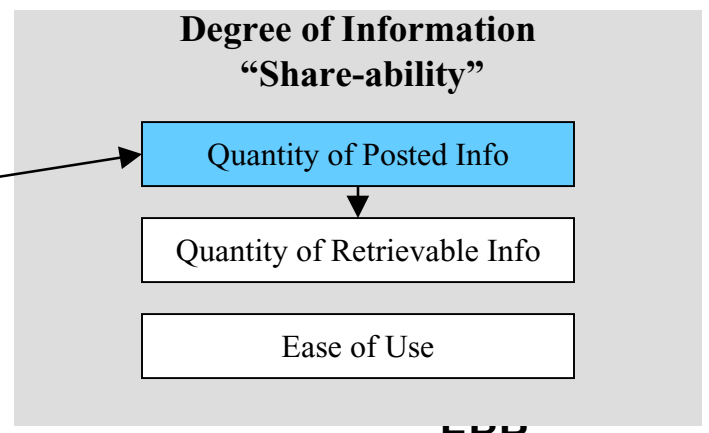 Degree of Information
“Share-ability”
Quantity of Posted Info
Quantity of Retrievable Info
Ease of Use